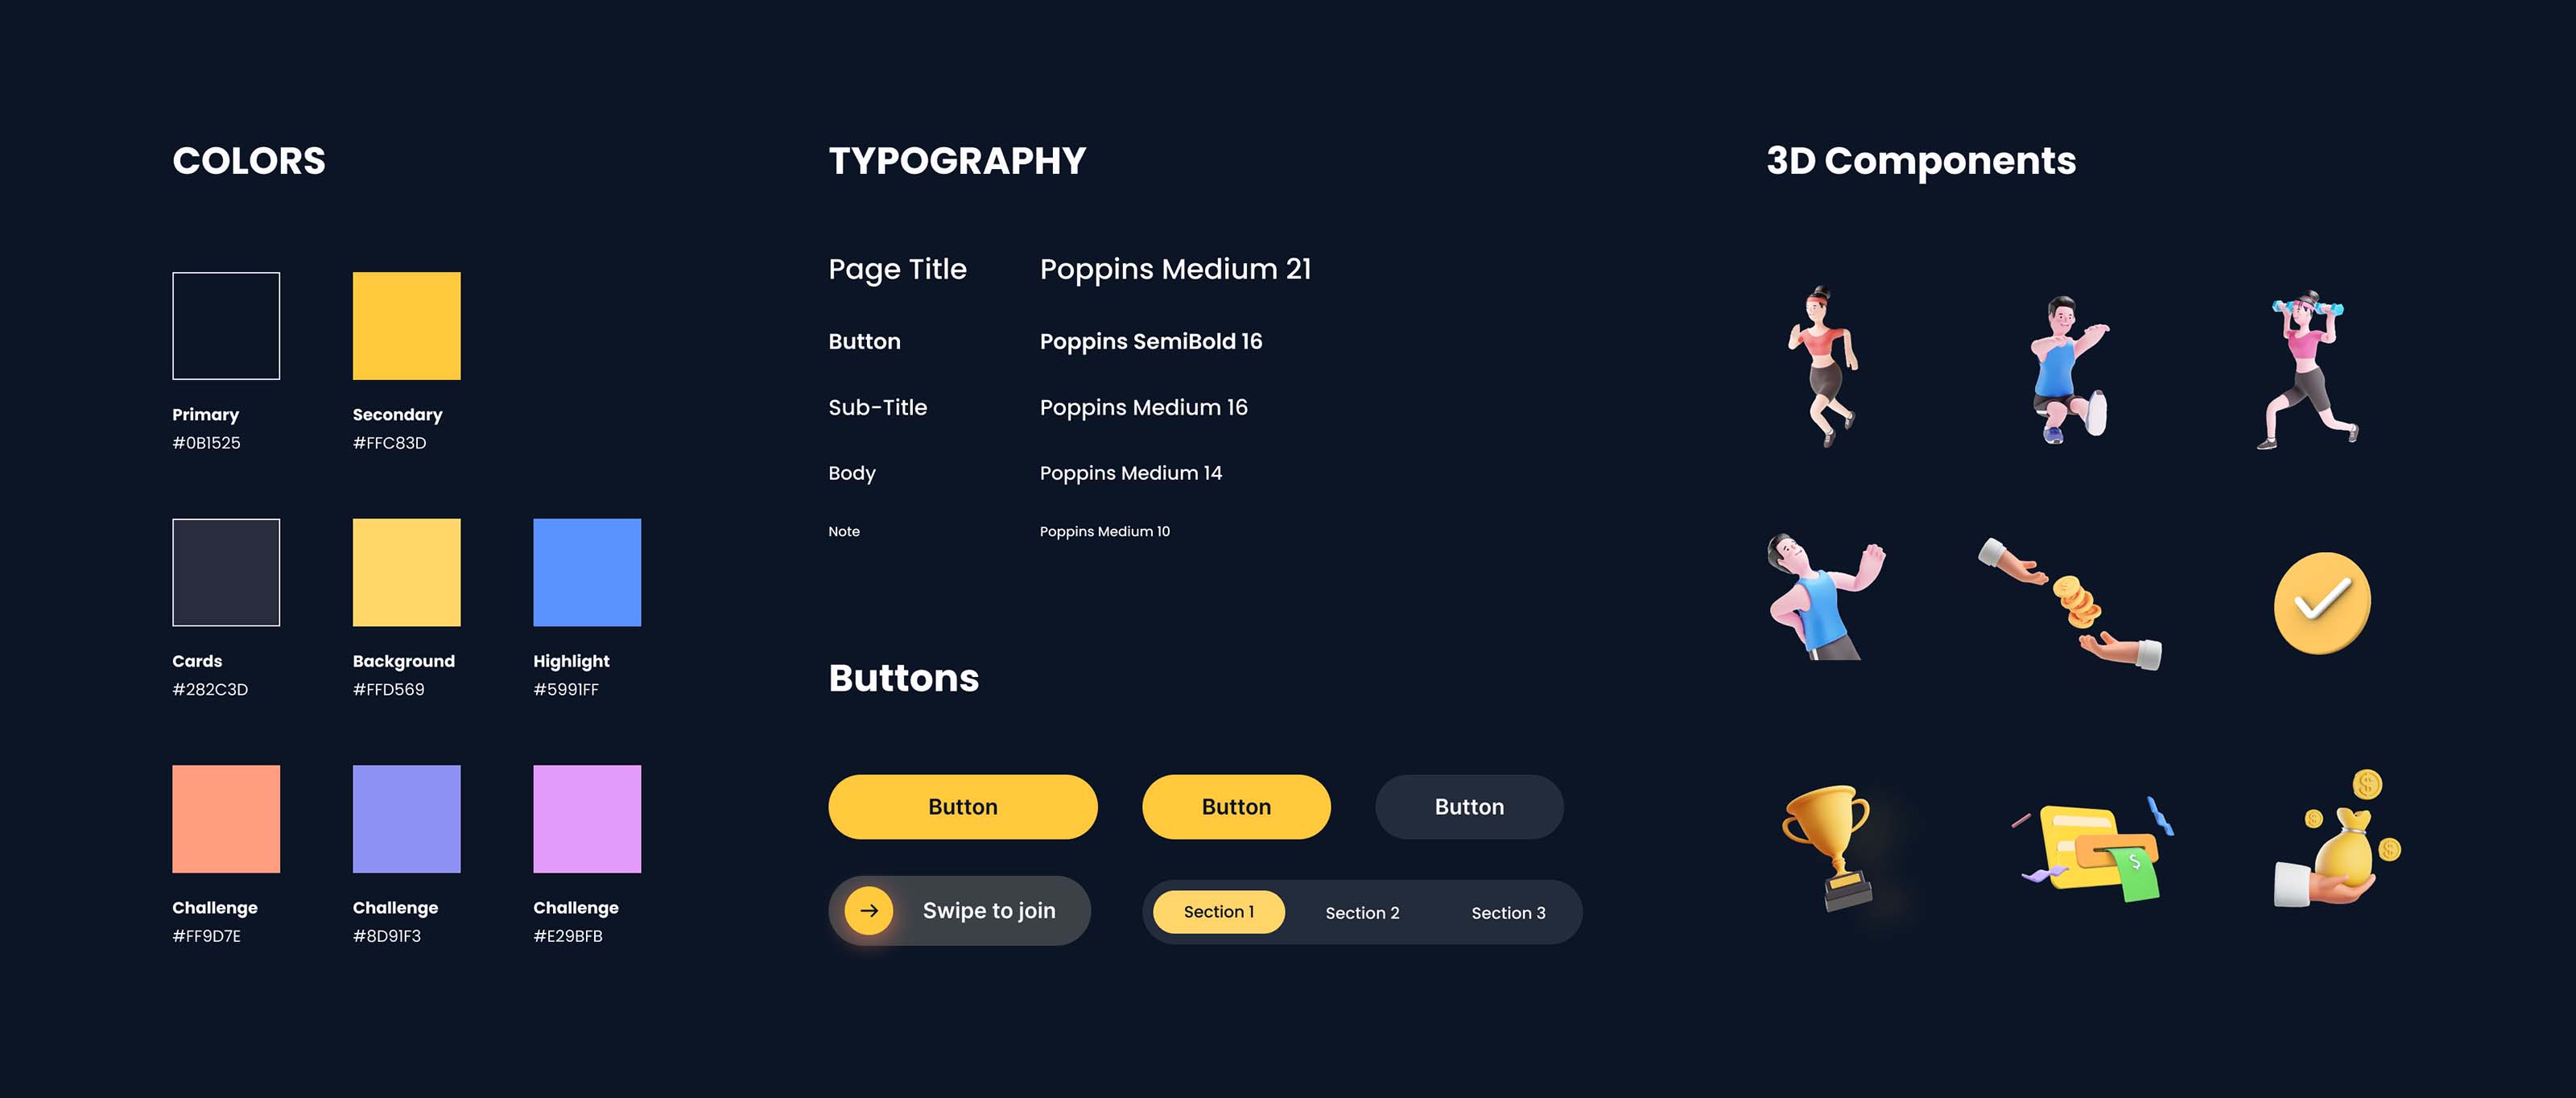 COLORS
Primary
#0B1525
Secondary
#FFC83D
Cards
#282C3D
Background
#FFD569
Highlight
#5991FF
Challenge
#FF9D7E
Challenge
#8D91F3
Challenge
#E29BFB
TYPOGRAPHY
Page Title Poppins Medium 21
Button Poppins SemiBold 16
Sub-Title Poppins Medium 16
Body Poppins Medium 14
Note Poppins Medium 10
Buttons
Button
Button
Button
Swipe to join
Section 1
Section 2
Section 3
3D Components
$
$
$
$